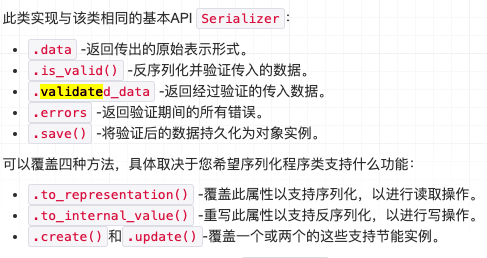 此类实现与该类相同的基本API Serializer：
.data -返回传出的原始表示形式。
.is_valid() -反序列化并验证传入的数据。
.validated_data -返回经过验证的传入数据。
.errors -返回验证期间的所有错误。
.save() -将验证后的数据持久化为对象实例。
可以覆盖四种方法，具体取决于您希望序列化程序类支持什么功能：
.to_representation() -覆盖此属性以支持序列化，以进行读取操作。
.to_internal_value() -重写此属性以支持反序列化，以进行写操作。
.create()和.update()-覆盖一个或两个的这些支持节能实例。